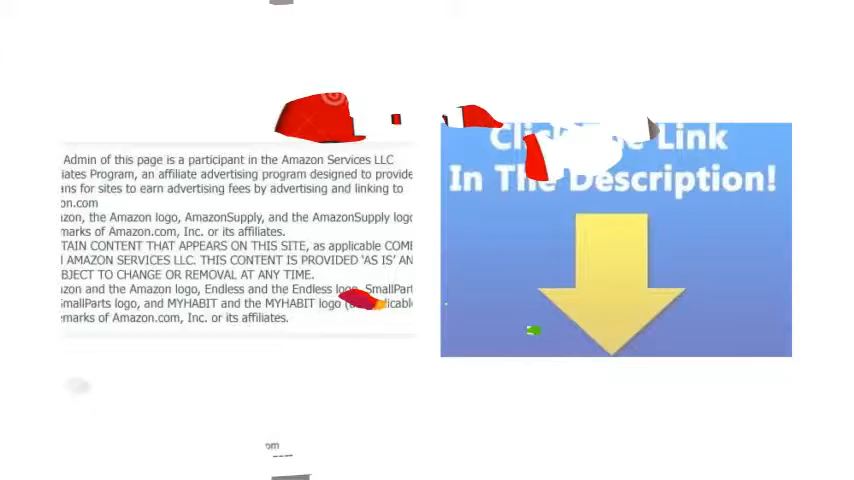 Admin of this page is a participant in the Amazon Services LLC
iates Program, an affiliate advertising program designed to provide
ans for sites to earn advertising fees by advertising and linking to
on.com
zon, the Amazon logo, AmazonSupply, and the AmazonSupply logo
marks of Amazon.com, Inc. or its affiliates.
TAIN CONTENT THAT APPEARS ON THIS SITE, as applicable COME
AMAZON SERVICES LLC. THIS CONTENT IS PROVIDED 'AS IS' AN
BJECT TO CHANGE OR REMOVAL AT ANY TIME.
zon and the Amazon logo, Endless and the Endless logo, SmallPart
SmallParts logo, and MYHABIT and the MYHABIT logo
emarks of Amazon.com, Inc. or its affiliates.
Link
In The Description!
om